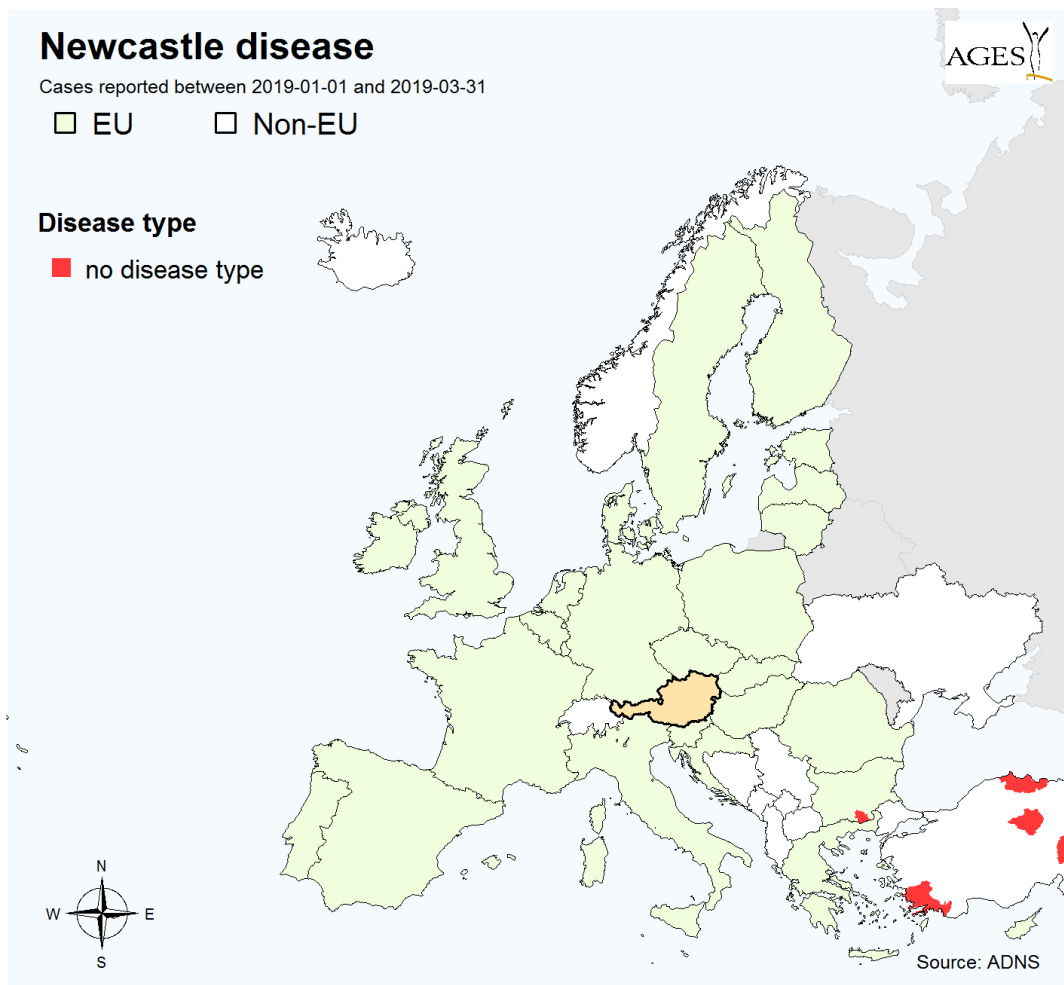 Newcastle disease
AGES
Cases reported between 2019-01-01 and 2019-03-31
EU Non-EU
Disease type
no disease type
N
W E
S
Source: ADNS